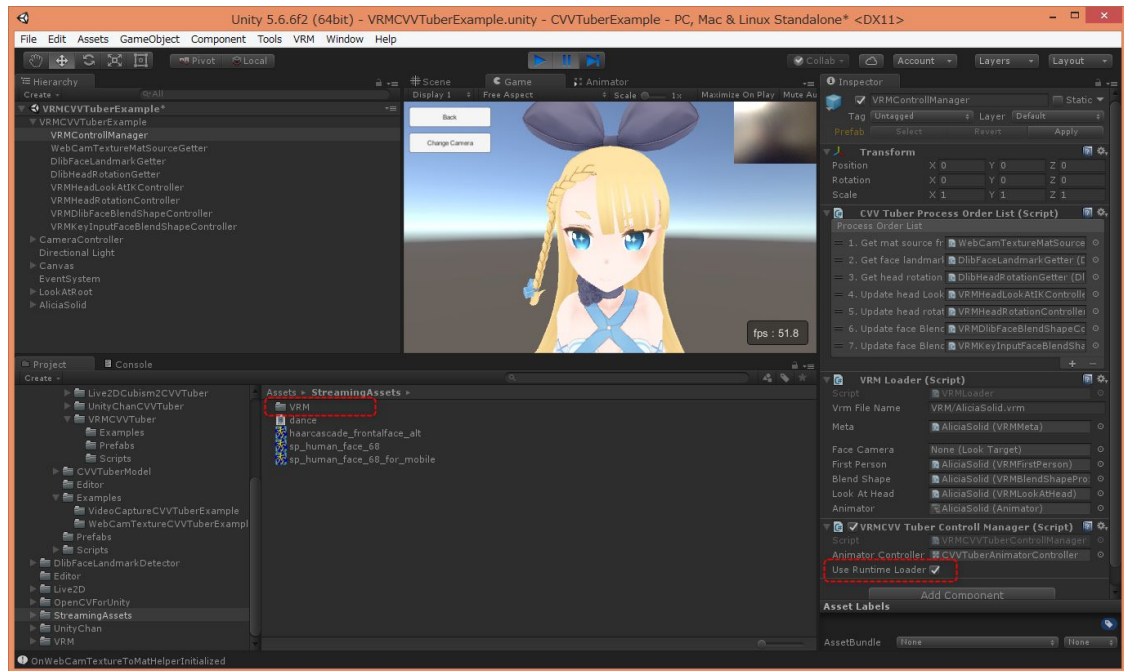 Unity 5.6.6f2 (64bit) - VRMCVVTuberExample.unity - CVVTuberExample - PC, Mac & Linux Standalone* <DX11>
File Edit Assets GameObject Component Tools VRM Window Help
Pivot Local Collab Account Layers Layout
Hierarchy
Create All
VRMCVVTuberExample*
VRMCVVTuberExample
VRMControllManager
WebCamTextureMatSourceGetter
DlibFaceLandmarkGetter
DlibHeadRotationGetter
VRMHeadLookAtIKController
VRMHeadRotationController
VRMDlibFaceBlendShapeController
VRMKeyInputFaceBlendShapeController
CameraController
Directional Light
Canvas
EventSystem
LookAtRoot
AliciaSolid
Scene Game Animator
Display 1 Free Aspect Scale 1x Maximize On Play Mute Au
Back
Change Camera
fps : 51.8
Project Console
Create
Live2DCubism2CVVTuber
UnityChanCVVTuber
VRMCVVTuber
Examples
Prefabs
Scripts
CVVTuberModel
Editor
Examples
VideoCaptureCVVTuberExample
WebCamTextureCVVTuberExampl
Prefabs
Scripts
DlibFaceLandmarkDetector
Editor
Live2D
OpenCVForUnity
StreamingAssets
UnityChan
VRM
Assets StreamingAssets
VRM
dance
haarcascade_frontalface_alt
sp_human_face_68
sp_human_face_68_for_mobile
Inspector
VRMControllManager Static
Tag Untagged Layer Default
Prefab Select Revert Apply
Transform
Position X 0 Y 0 Z 0
Rotation X 0 Y 0 Z 0
Scale X 1 Y 1 Z 1
CVV Tuber Process Order List (Script)
Process Order List
1. Get mat source fr WebCamTextureMatSource
2. Get face landmark DlibFaceLandmarkGetter (D
3. Get head rotation DlibHeadRotationGetter (Dl
4. Update head Look VRMHeadLookAtIKControlle
5. Update head rotat VRMHeadRotationController
6. Update face Blend VRMDlibFaceBlendShapeCo
7. Update face Blend VRMKeyInputFaceBlendSha
+ -
VRM Loader (Script)
Script VRMLoader
Vrm File Name VRM/AliciaSolid.vrm
Meta AliciaSolid (VRMMeta)
Face Camera None (Look Target)
First Person AliciaSolid (VRMFirstPerson)
Blend Shape AliciaSolid (VRMBlendShapePro
Look At Head AliciaSolid (VRMLookAtHead)
Animator AliciaSolid (Animator)
VRMCVV Tuber Controll Manager (Script)
Script VRMCVVTuberControllManager
Animator Controller CVVTuberAnimatorController
Use Runtime Loader
Add Component
Asset Labels
AssetBundle None None
OnWebCamTextureToMatHelperInitialized